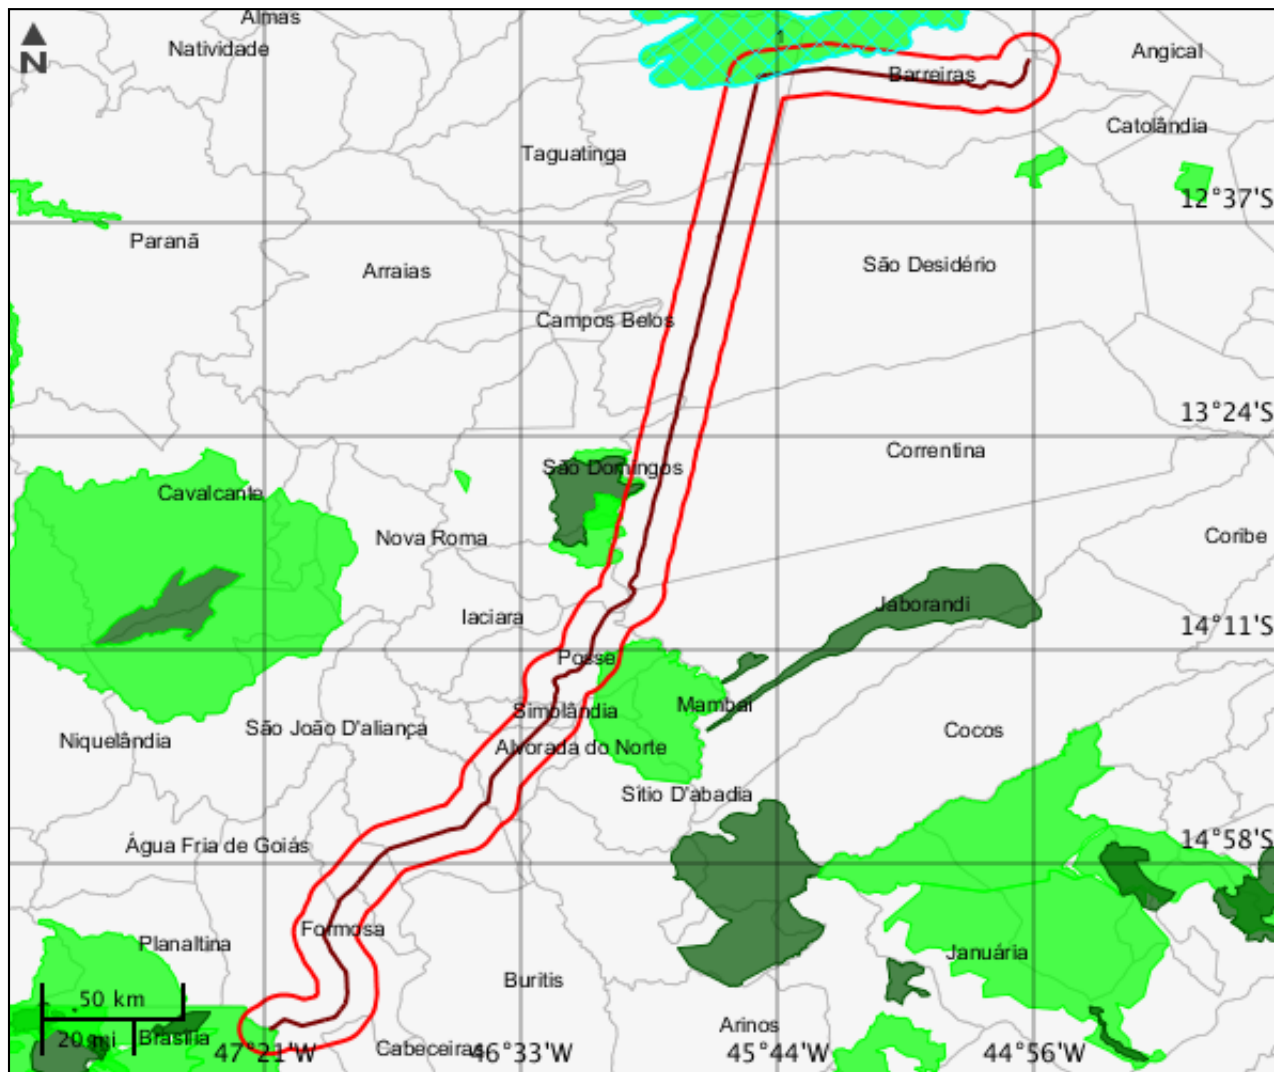 Almas
N
Natividade
1
Angical
Barreiras
Catolândia
Taguatinga
12°37'S
Paranã
Arraias
São Desidério
Campos Belos
13°24'S
São Domingos
Correntina
Cavalcante
Nova Roma
Coribe
Iaciara
Jaborandi
14°11'S
Posse
Mambaí
Simolândia
São João D'aliança
Cocos
Niquelândia
Alvorada do Norte
Sítio D'abadia
14°58'S
Água Fria de Goiás
Formosa
Planaltina
Januária
Buritis
50 km
20 mi
Brasília
Arinos
Cabeceiras
47°21'W
46°33'W
45°44'W
44°56'W